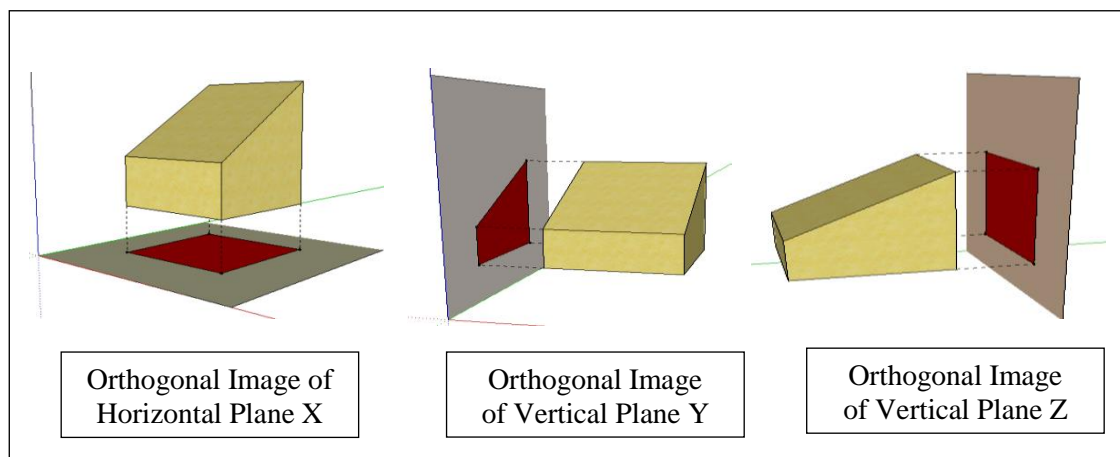 Orthogonal Image of
Horizontal Plane X
Orthogonal Image
of Vertical Plane Y
Orthogonal Image
of Vertical Plane Z